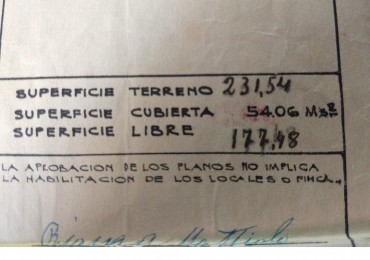 SUPERFICIE TERRENO 231,54
SUPERFICIE CUBIERTA 54.06 Ms2
SUPERFICIE LIBRE 177,48
LA APROBACION DE LOS PLANOS NO IMPLICA
LA HABILITACION DE LOS LOCALES O FINCA.,